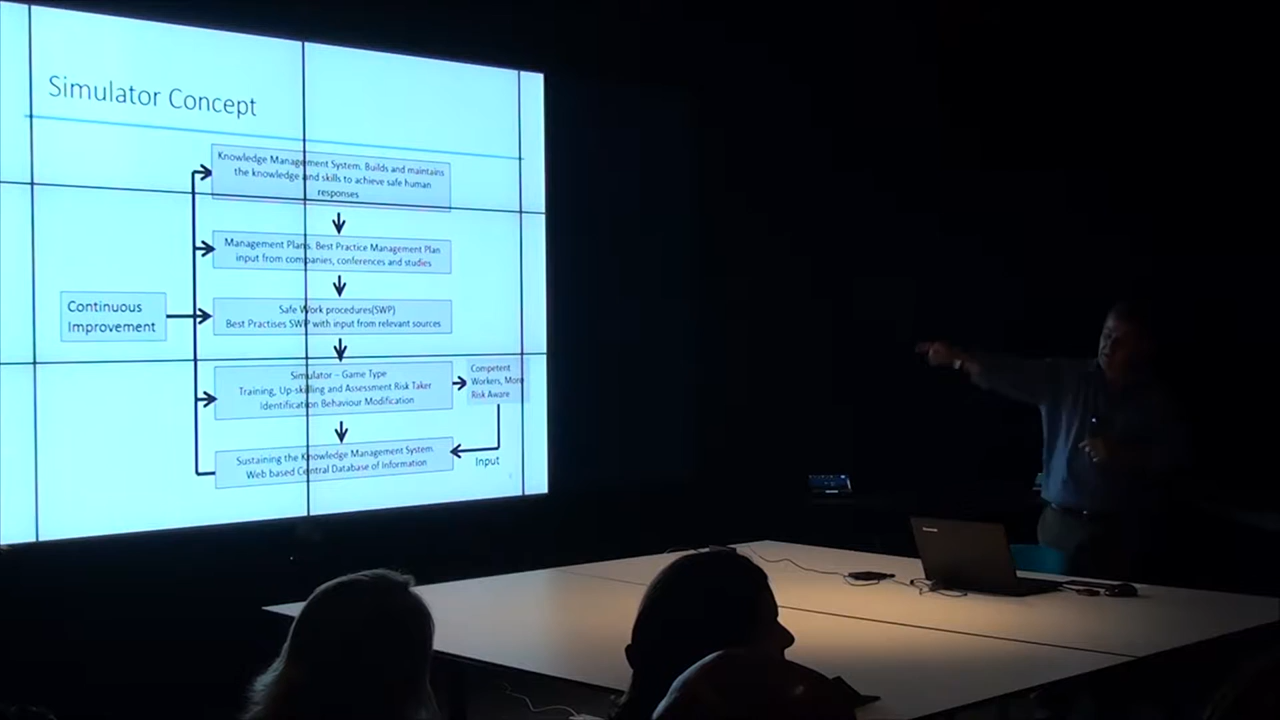 Simulator Concept
Knowledge Management System. Builds and maintains
the knowledge and skills to achieve safe human
responses
Management Plans. Best Practice Management Plan
input from companies, conferences and studies
Continuous
Improvement
Safe Work procedures(SWP)
Best Practises SWP with input from relevant sources
Simulator – Game Type
Training, Up-skilling and Assessment Risk Taker
Identification Behaviour Modification
Competent
Workers, More
Risk Aware
Sustaining the Knowledge Management System.
Web based Central Database of Information
Input